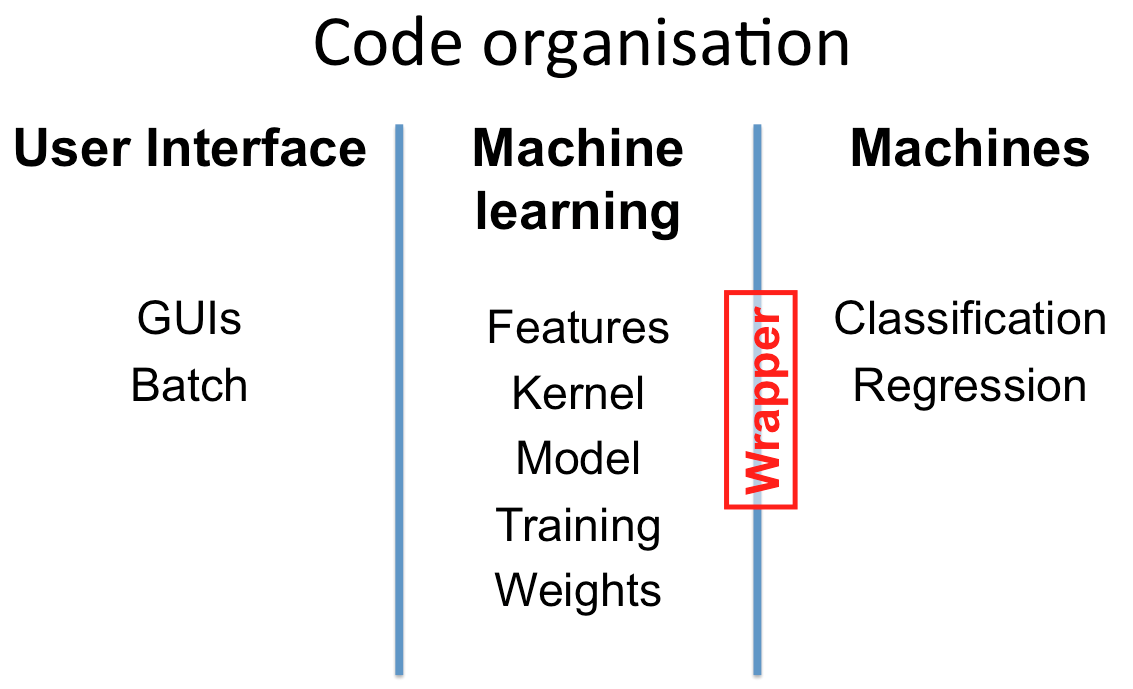 Code organisation
User Interface
GUIs
Batch
Machine
learning
Features
Kernel
Model
Training
Weights
Wrapper
Machines
Classification
Regression